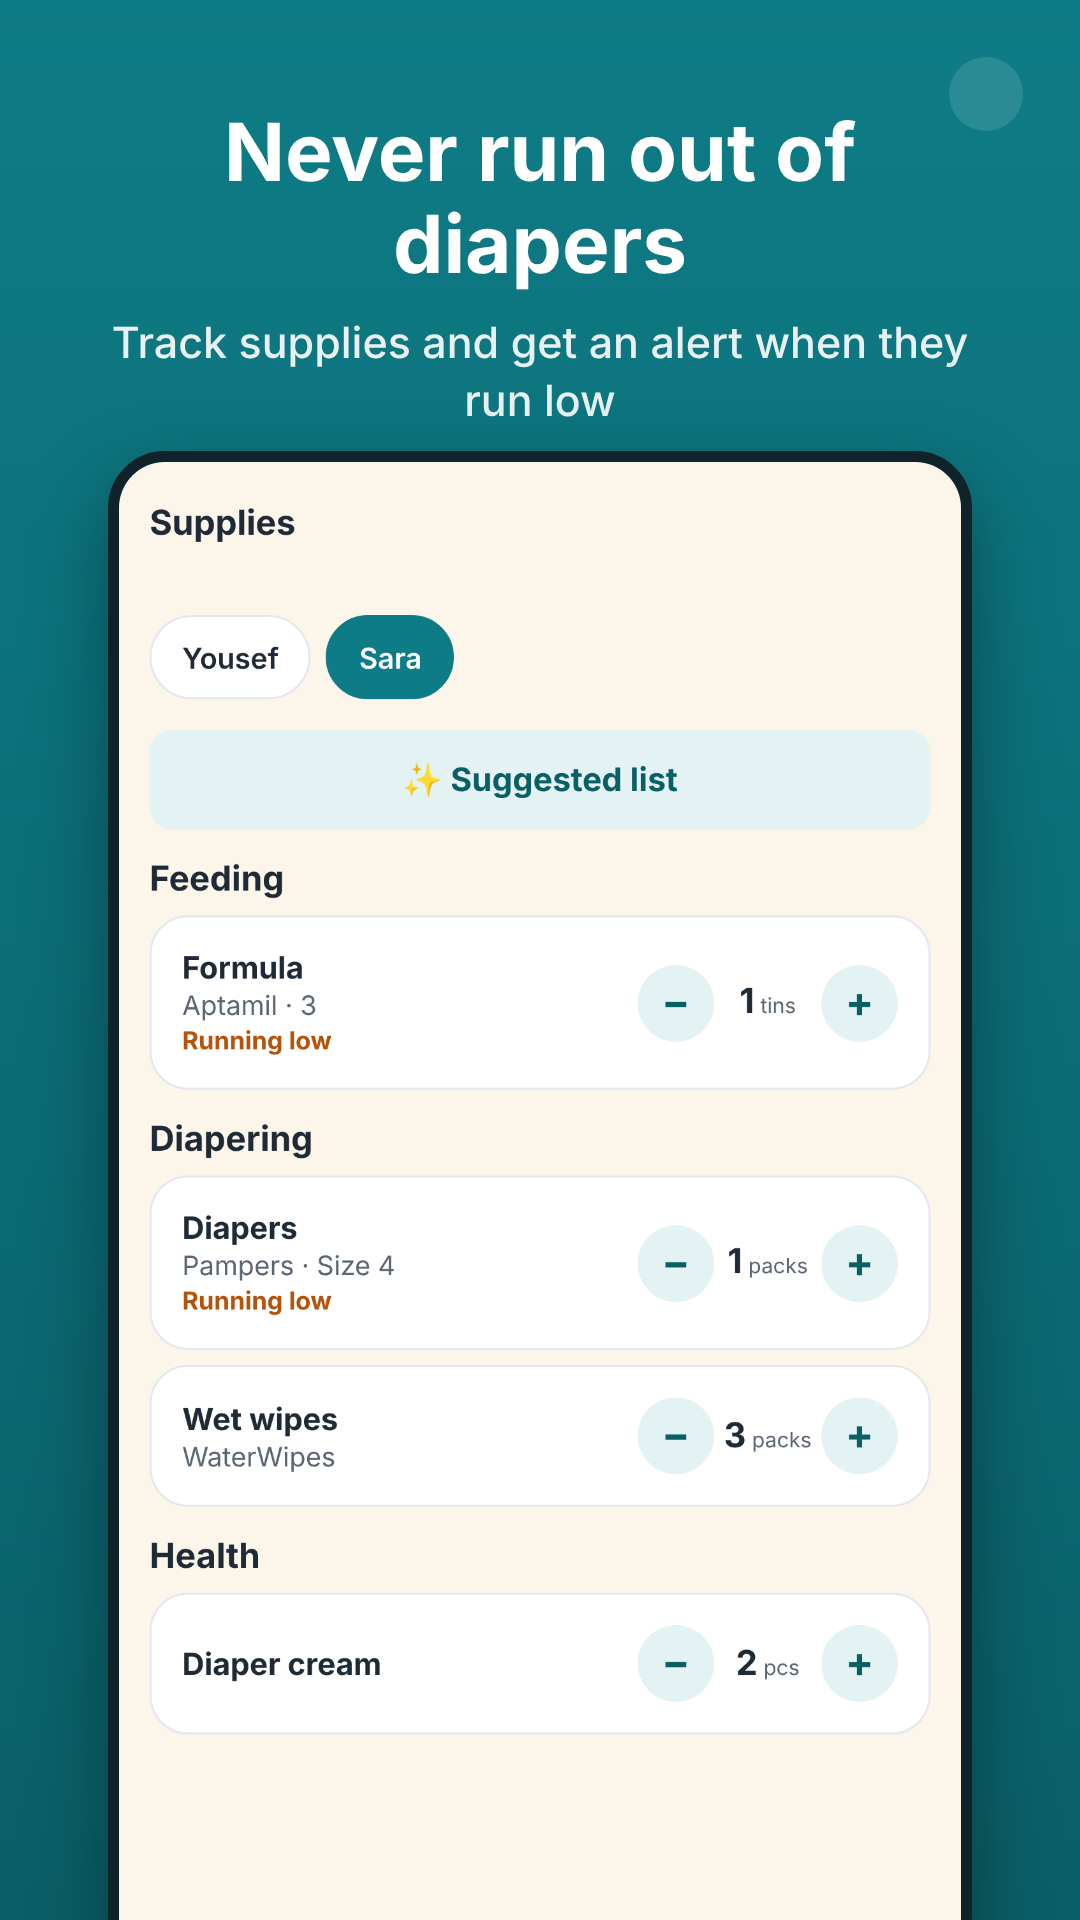 Never run out of
diapers
Track supplies and get an alert when they
run low
Supplies
Yousef
Sara
✨ Suggested list
Feeding
Formula
Aptamil · 3
Running low
− 1 tins +
Diapering
Diapers
Pampers · Size 4
Running low
− 1 packs +
Wet wipes
WaterWipes
− 3 packs +
Health
Diaper cream
− 2 pcs +